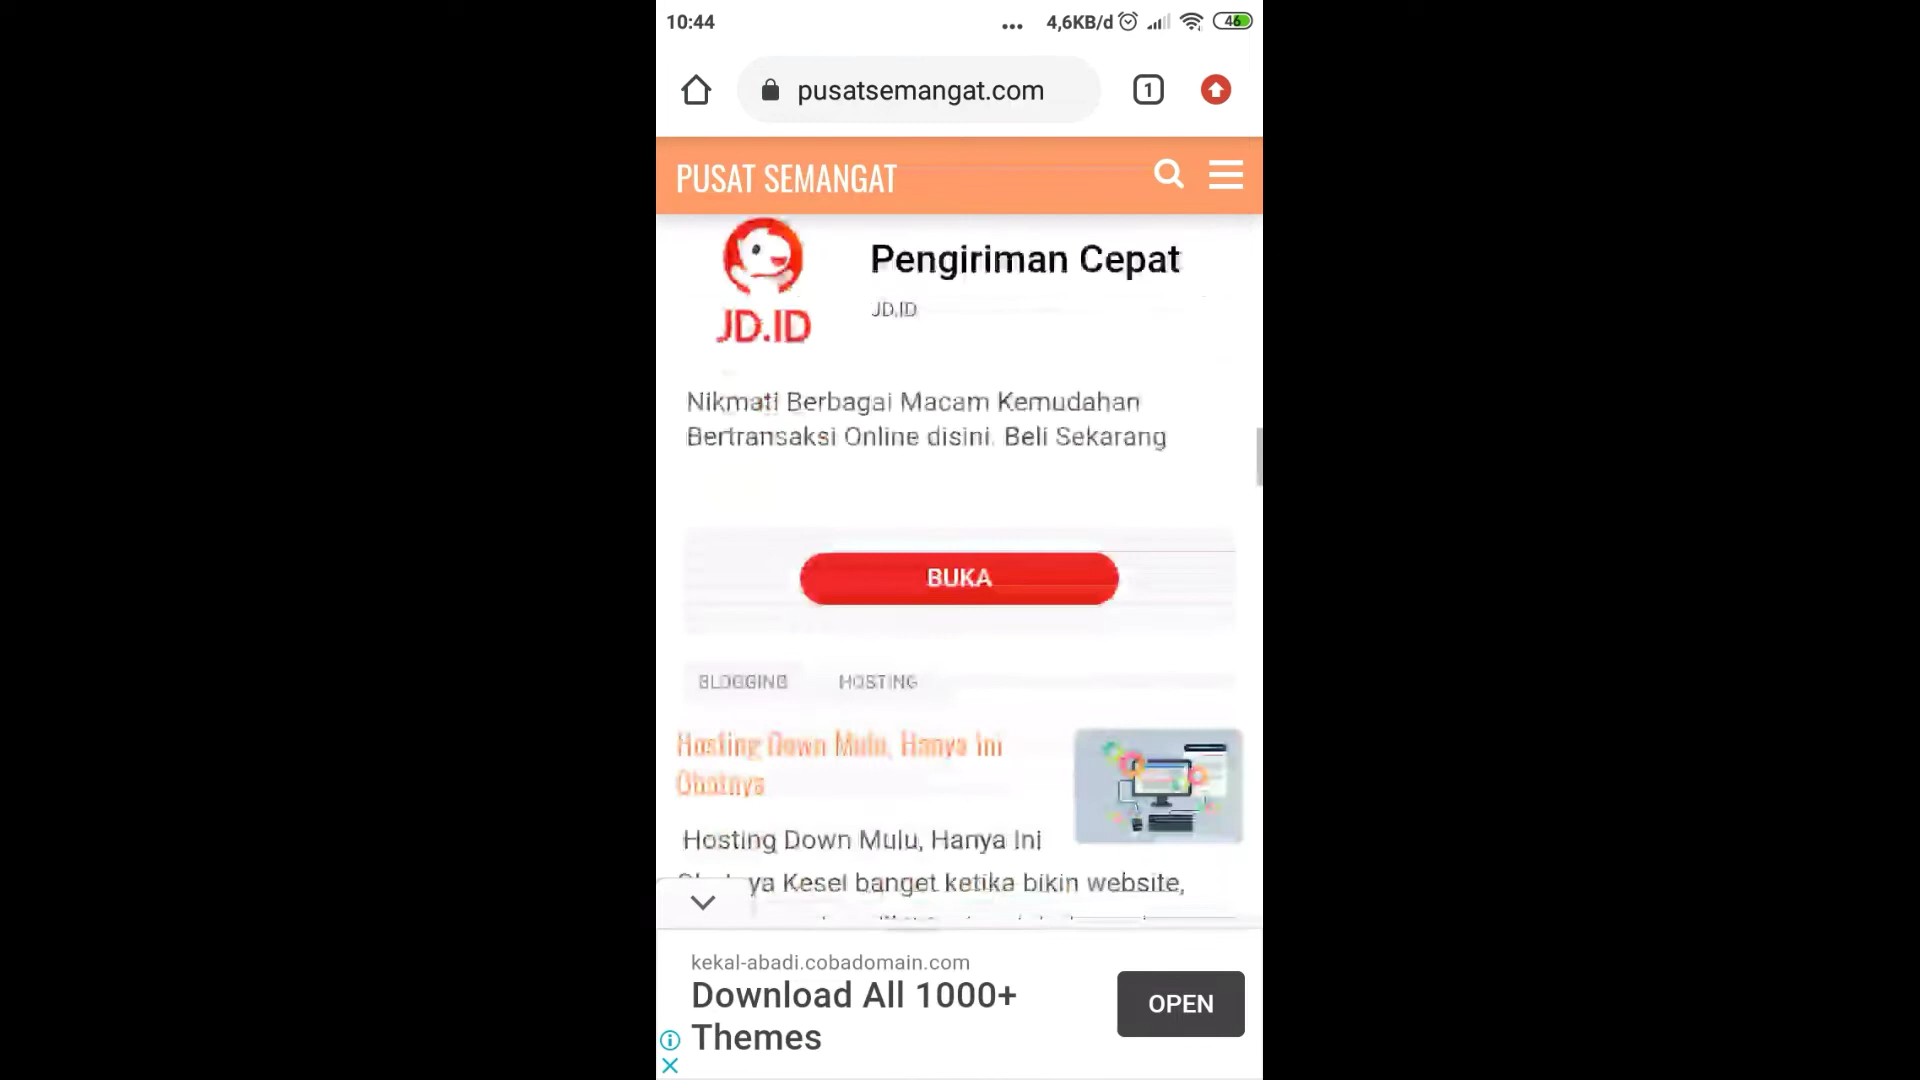 10:44
... 4,6KB/d 46
pusatsemangat.com
1
PUSAT SEMANGAT
JD.ID
Pengiriman Cepat
JD.ID
Nikmati Berbagai Macam Kemudahan
Bertransaksi Online disini. Beli Sekarang
BUKA
BLOGGING HOSTING
Hosting Down Mulu, Hanya Ini
Obatnya
Hosting Down Mulu, Hanya Ini
ya Kesel banget ketika bikin website,
kekal-abadi.cobadomain.com
Download All 1000+
Themes
OPEN